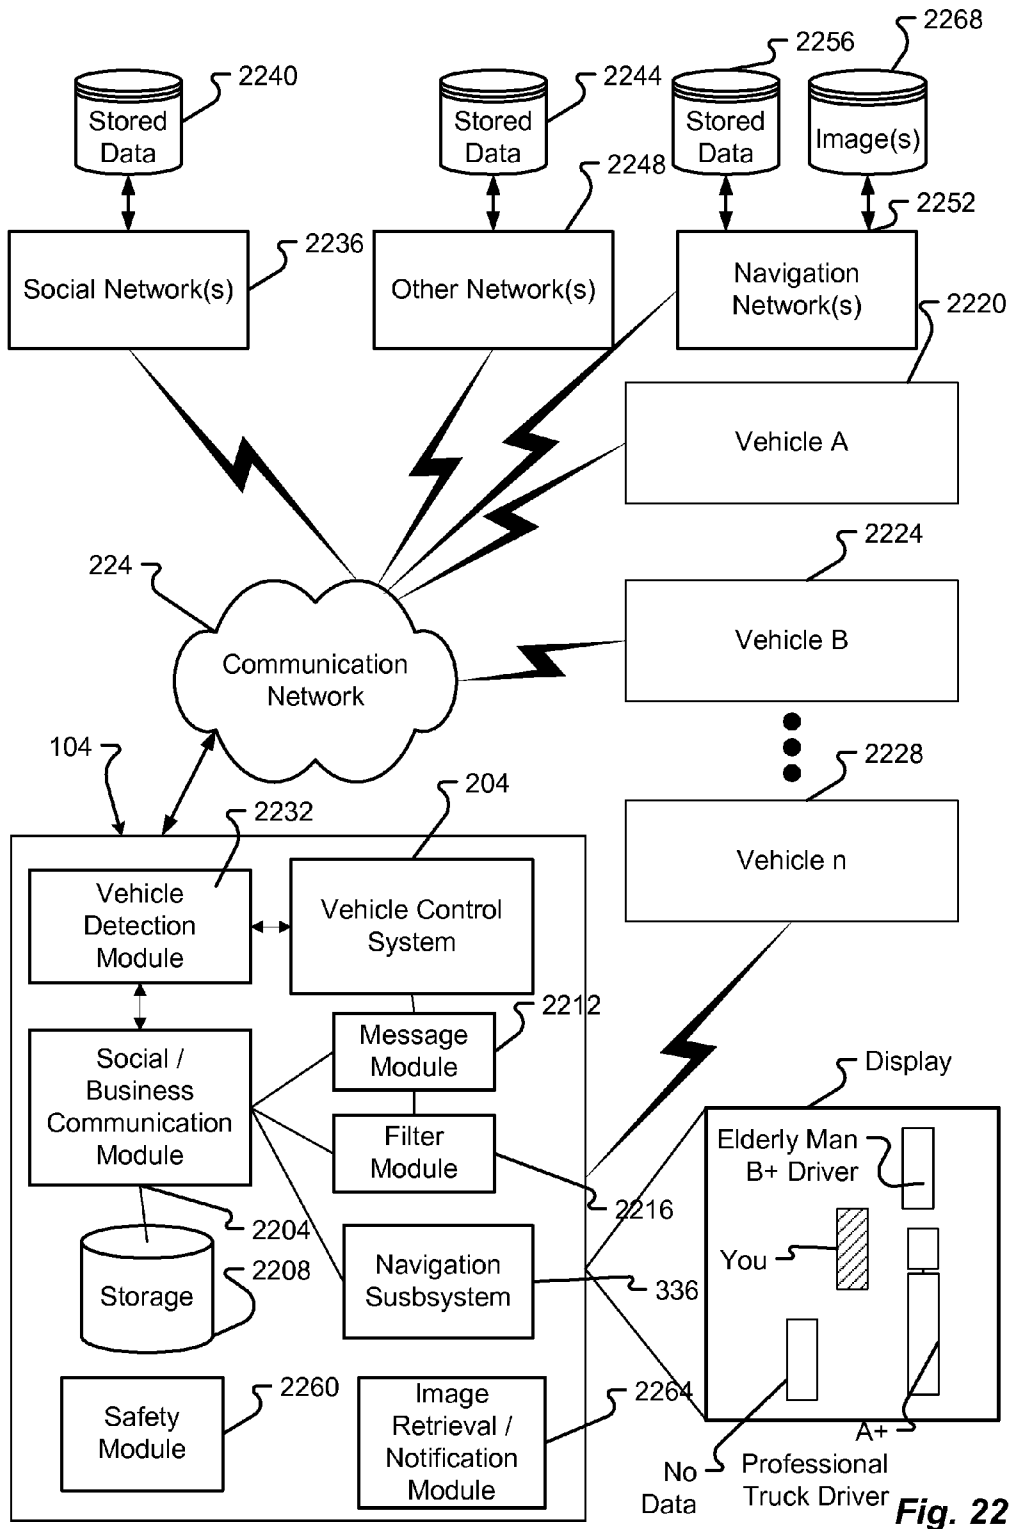 2268
2256
2240
2244
Stored
Data
Stored
Data
Stored
Data
Image(s)
2248
2252
2236
Social Network(s)
Other Network(s)
Navigation
Network(s)
2220
Vehicle A
2224
224
Vehicle B
Communication
Network
104
2228
204
2232
Vehicle n
Vehicle
Detection
Module
Vehicle Control
System
2212
Message
Module
Social /
Business
Communication
Module
Display
Filter
Module
Elderly Man
B+ Driver
2216
2204
You
2208
Storage
Navigation
Susbsystem
336
2260
2264
Safety
Module
Image
Retrieval /
Notification
Module
A+
Professional
Truck Driver
No
Data
Fig. 22